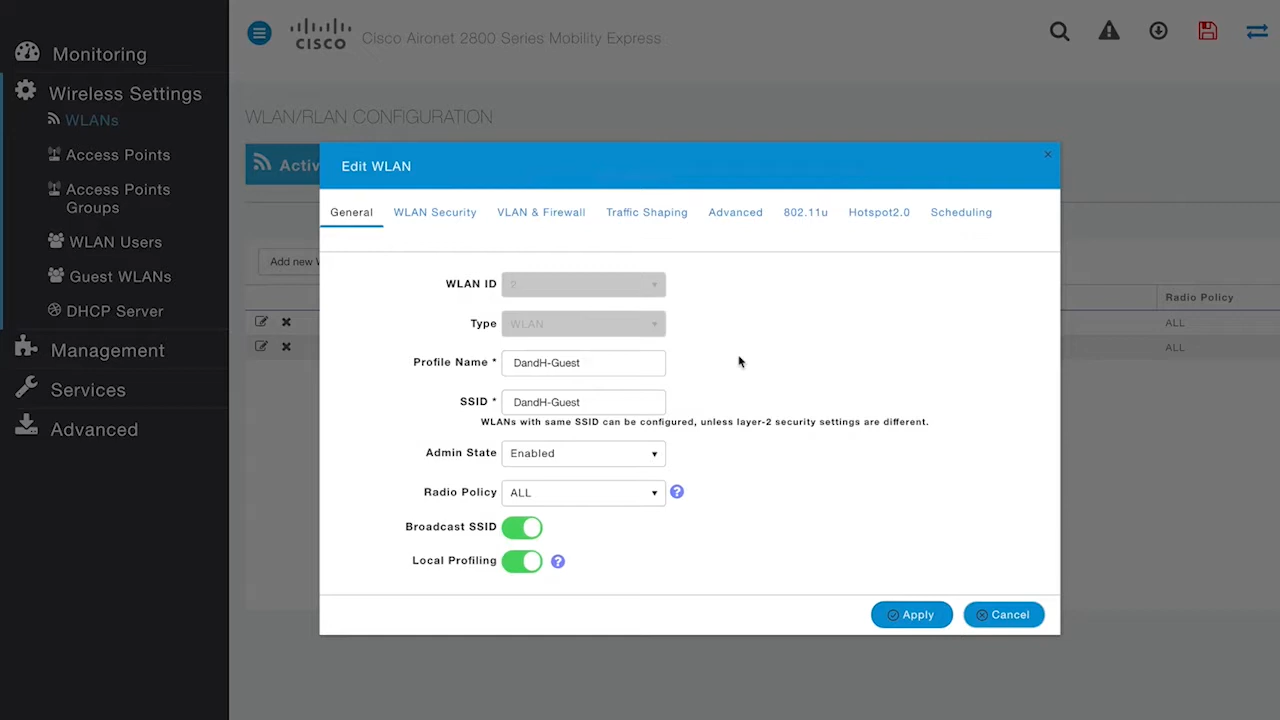 Monitoring
Wireless Settings
WLANs
Access Points
Access Points
Groups
WLAN Users
Guest WLANs
DHCP Server
Management
Services
Advanced
CISCO Cisco Aironet 2800 Series Mobility Express
WLAN/RLAN CONFIGURATION
Activ
Add new W
Radio Policy
ALL
ALL
Edit WLAN
×
General WLAN Security VLAN & Firewall Traffic Shaping Advanced 802.11u Hotspot2.0 Scheduling
WLAN ID 2
Type WLAN
Profile Name * DandH-Guest
SSID * DandH-Guest
WLANs with same SSID can be configured, unless layer-2 security settings are different.
Admin State Enabled
Radio Policy ALL ?
Broadcast SSID
Local Profiling ?
Apply Cancel